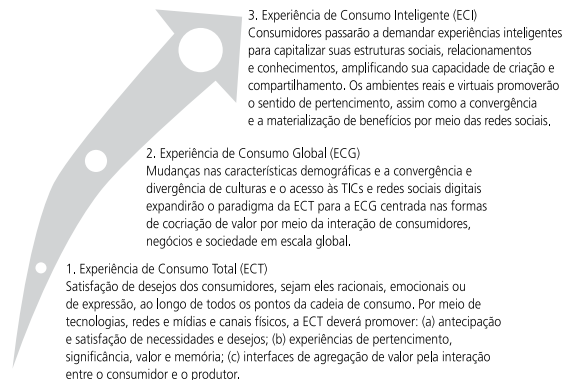 3. Experiência de Consumo Inteligente (ECI)
Consumidores passarão a demandar experiências inteligentes
para capitalizar suas estruturas sociais, relacionamentos
e conhecimentos, amplificando sua capacidade de criação e
compartilhamento. Os ambientes reais e virtuais promoverão
o sentido de pertencimento, assim como a convergência
e a materialização de benefícios por meio das redes sociais.
2. Experiência de Consumo Global (ECG)
Mudanças nas características demográficas e a convergência e
divergência de culturas e o acesso às TICs e redes sociais digitais
expandirão o paradigma da ECT para a ECG centrada nas formas
de cocriação de valor por meio da interação de consumidores,
negócios e sociedade em escala global.
1. Experiência de Consumo Total (ECT)
Satisfação de desejos dos consumidores, sejam eles racionais, emocionais ou
de expressão, ao longo de todos os pontos da cadeia de consumo. Por meio de
tecnologias, redes e mídias e canais físicos, a ECT deverá promover: (a) antecipação
e satisfação de necessidades e desejos; (b) experiências de pertencimento,
significância, valor e memória; (c) interfaces de agregação de valor pela interação
entre o consumidor e o produtor.